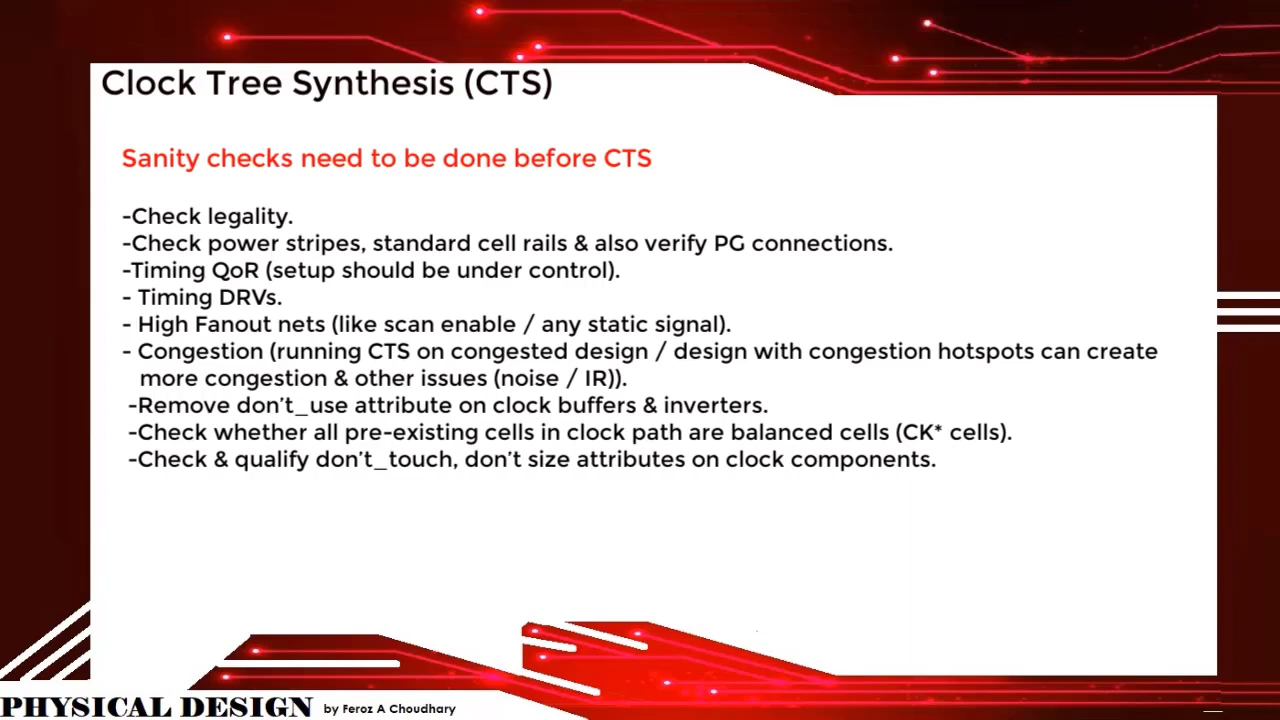 Clock Tree Synthesis (CTS)
Sanity checks need to be done before CTS
-Check legality.
-Check power stripes, standard cell rails & also verify PG connections.
-Timing QoR (setup should be under control).
- Timing DRVs.
- High Fanout nets (like scan enable / any static signal).
- Congestion (running CTS on congested design / design with congestion hotspots can create
more congestion & other issues (noise / IR)).
-Remove don't_use attribute on clock buffers & inverters.
-Check whether all pre-existing cells in clock path are balanced cells (CK* cells).
-Check & qualify don't_touch, don't size attributes on clock components.
PHYSICAL DESIGN by Feroz A Choudhary